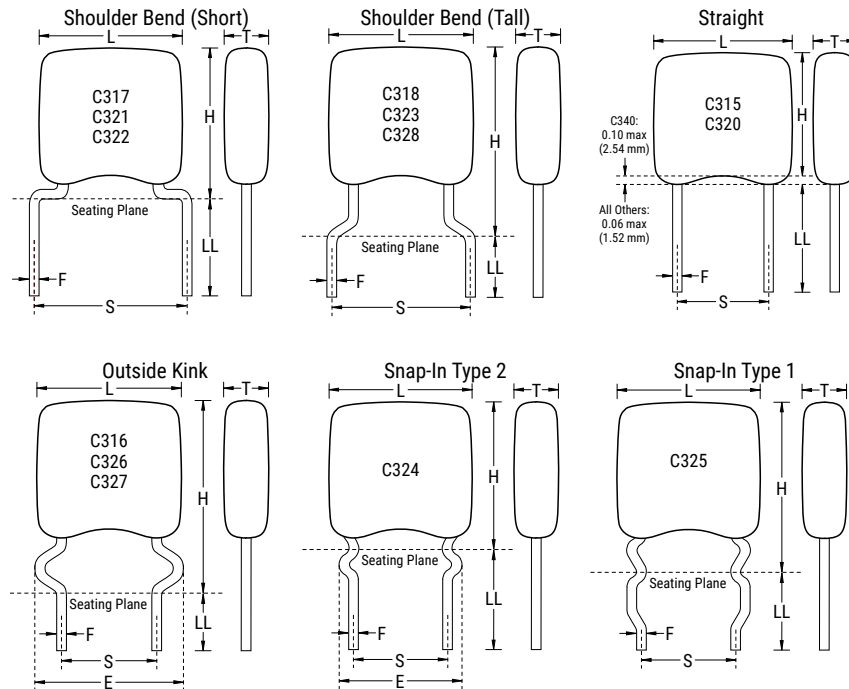 Shoulder Bend (Short)
L
T
C317
C321
C322
H
Seating Plane
LL
F
S
Shoulder Bend (Tall)
L
T
C318
C323
C328
H
Seating Plane
LL
F
S
Straight
L
T
C315
C320
H
C340:
0.10 max
(2.54 mm)
All Others:
0.06 max
(1.52 mm)
LL
F
S
Outside Kink
L
T
C316
C326
C327
H
Seating Plane
LL
F
S
E
Snap-In Type 2
L
T
C324
H
Seating Plane
LL
F
S
E
Snap-In Type 1
L
T
C325
H
Seating Plane
LL
F
S